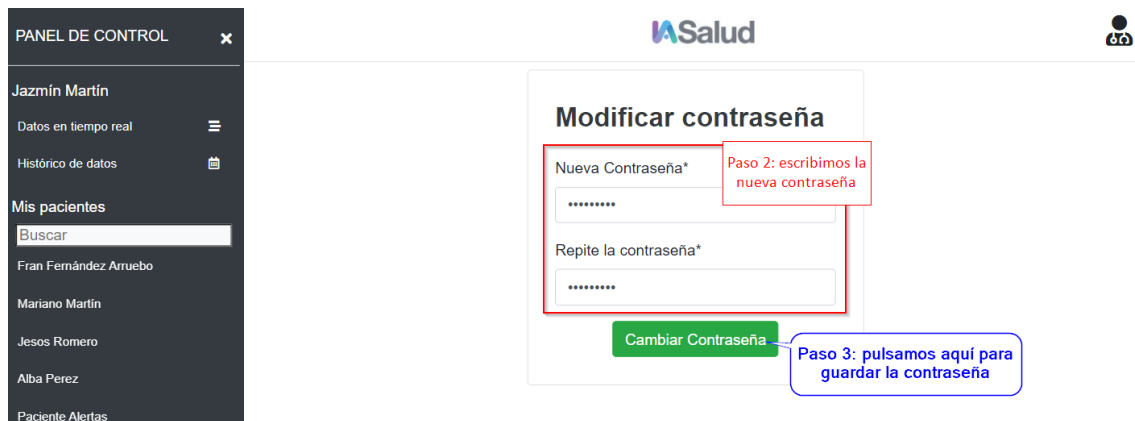 PANEL DE CONTROL
IASalud
Jazmín Martín
Datos en tiempo real
Histórico de datos
Mis pacientes
Buscar
Fran Fernández Arruebo
Mariano Martín
Jesos Romero
Alba Perez
Paciente Alertas
Modificar contraseña
Nueva Contraseña*
•••••••••
Paso 2: escribimos la
nueva contraseña
Repite la contraseña*
•••••••••
Cambiar Contraseña
Paso 3: pulsamos aquí para
guardar la contraseña